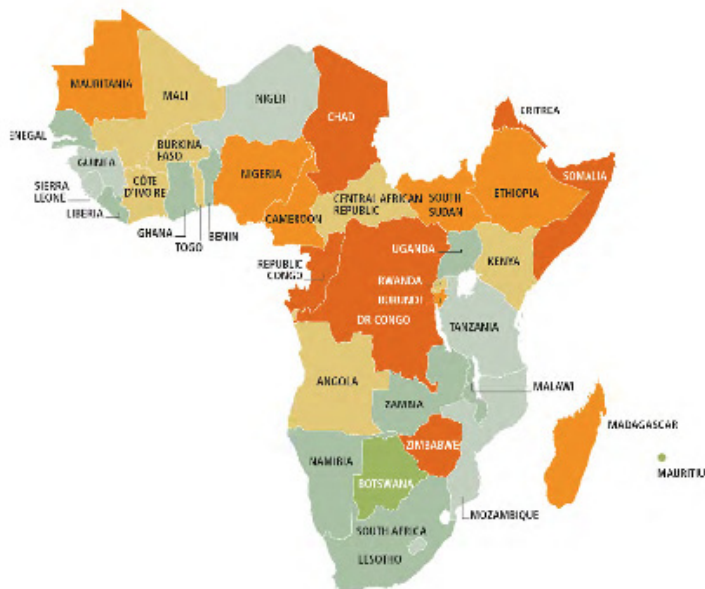 MAURITANIA
MALI
NIGER
CHAD
ERITREA
ENEGAL
GUINEA
BURKINA
FASO
SIERRA
LEONE
CÔTE
D'IVOIRE
LIBERIA
GHANA
TOGO
BENIN
NIGERIA
CAMEROON
CENTRAL AFRICAN
REPUBLIC
SOUTH
SUDAN
ETHIOPIA
SOMALIA
UGANDA
KENYA
REPUBLIC
CONGO
RWANDA
BURUNDI
DR CONGO
TANZANIA
ANGOLA
ZAMBIA
MALAWI
MADAGASCAR
MAURITIU
NAMIBIA
ZIMBABWE
BOTSWANA
MOZAMBIQUE
SOUTH AFRICA
LESOTHO